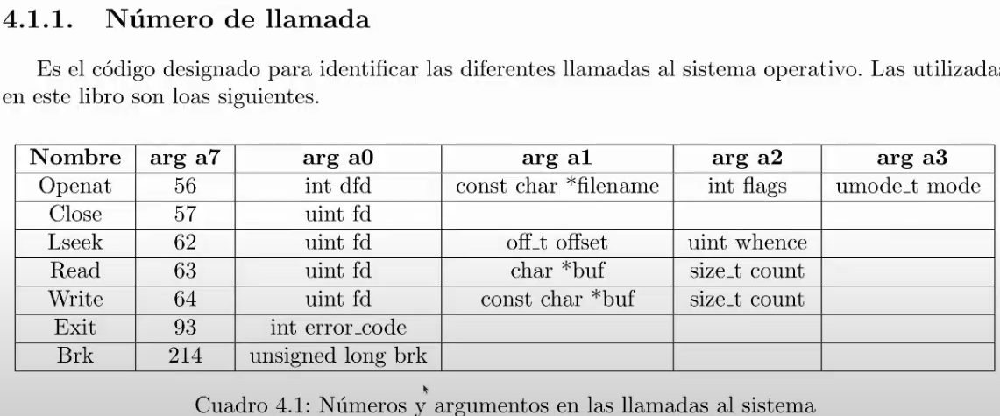 4.1.1. Número de llamada
Es el código designado para identificar las diferentes llamadas al sistema operativo. Las utilizadas
en este libro son loas siguientes.
Nombre arg a7 arg a0 arg a1 arg a2 arg a3
Openat 56 int dfd const char *filename int flags umode_t mode
Close 57 uint fd
Lseek 62 uint fd off_t offset uint whence
Read 63 uint fd char *buf size_t count
Write 64 uint fd const char *buf size_t count
Exit 93 int error_code
Brk 214 unsigned long brk
Cuadro 4.1: Números y argumentos en las llamadas al sistema